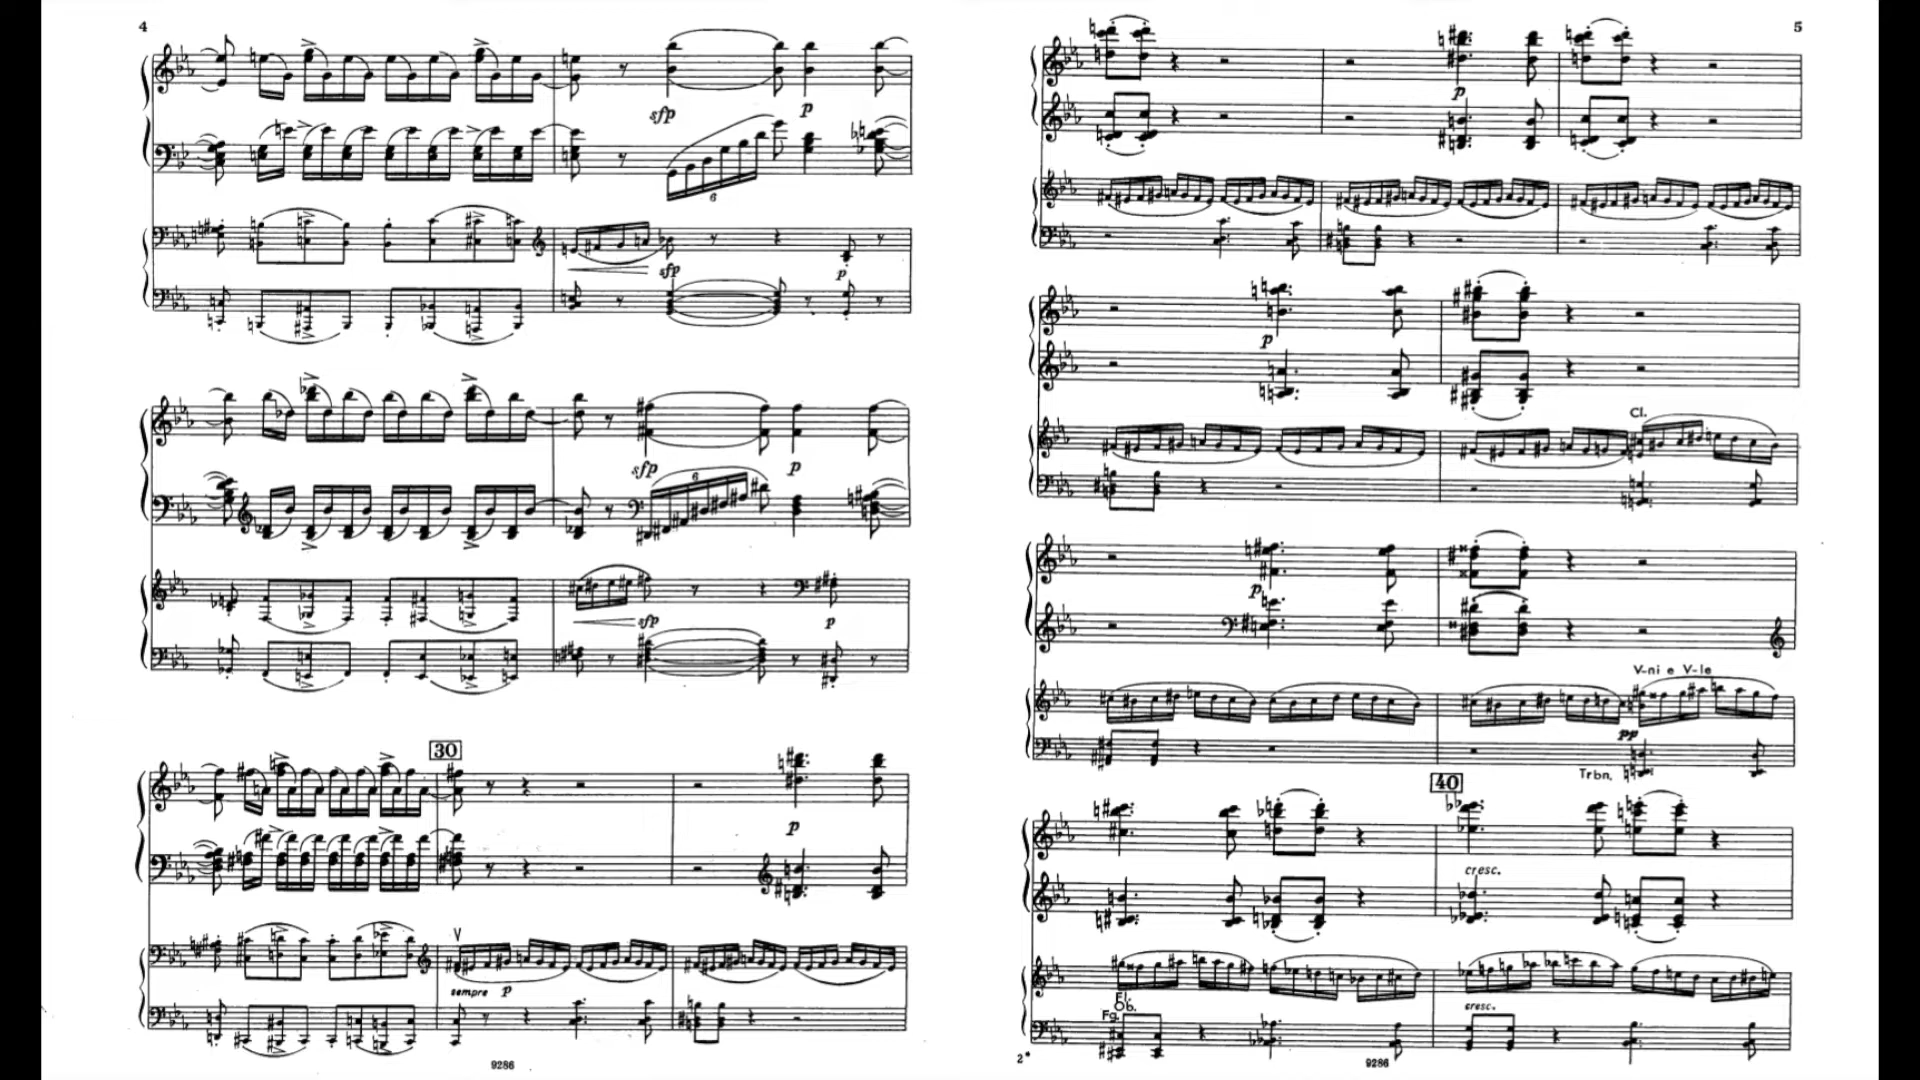 4
sfp
p
6
sfp
p
sfp
6
p
sfp
p
30
p
sempre p
9286
5
p
p
Cl.
p
V-ni e V-le
pp
Trbn.
40
cresc.
Fl.
Ob.
Fg.
cresc.
2*
9286